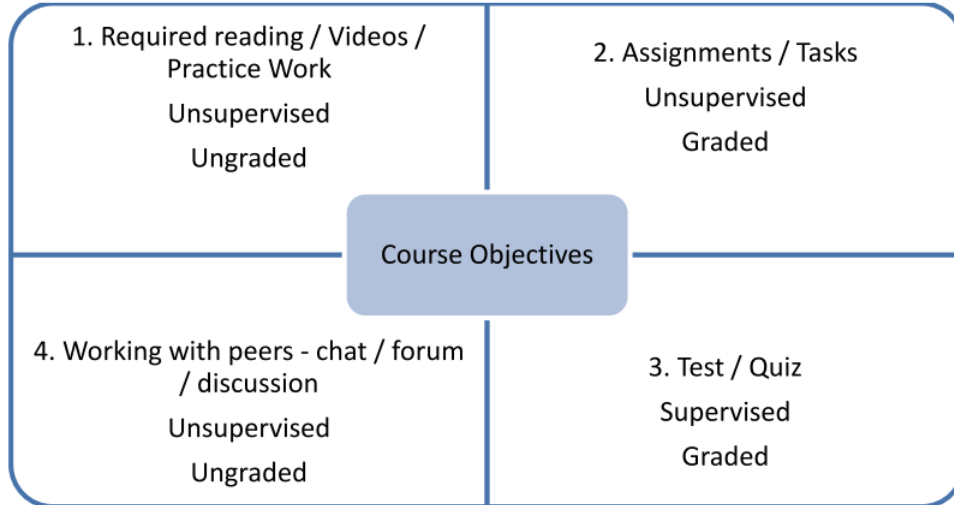 1. Required reading / Videos /
Practice Work
Unsupervised
Ungraded
2. Assignments / Tasks
Unsupervised
Graded
Course Objectives
4. Working with peers - chat / forum
/ discussion
Unsupervised
Ungraded
3. Test / Quiz
Supervised
Graded